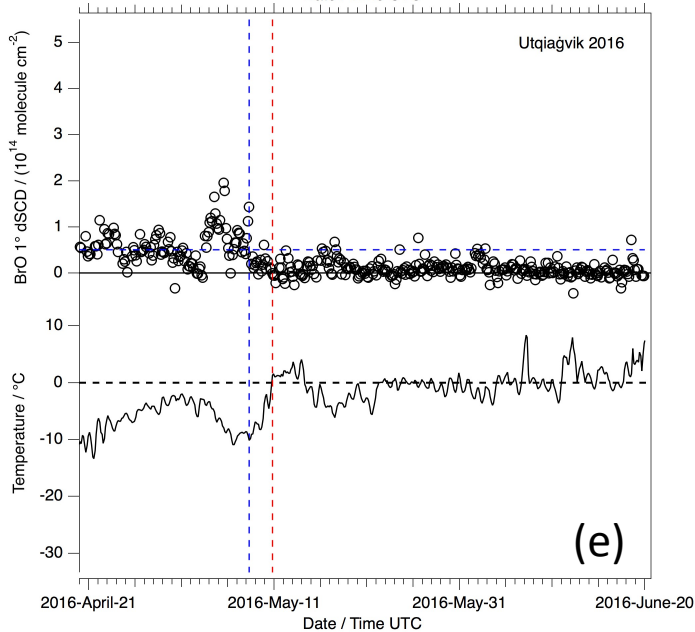 Utqiaġvik 2016
BrO 1° dSCD / (10¹⁴ molecule cm⁻²)
5
4
3
2
1
0
Temperature / °C
10
0
-10
-20
-30
(e)
2016-April-21
2016-May-11
2016-May-31
2016-June-20
Date / Time UTC